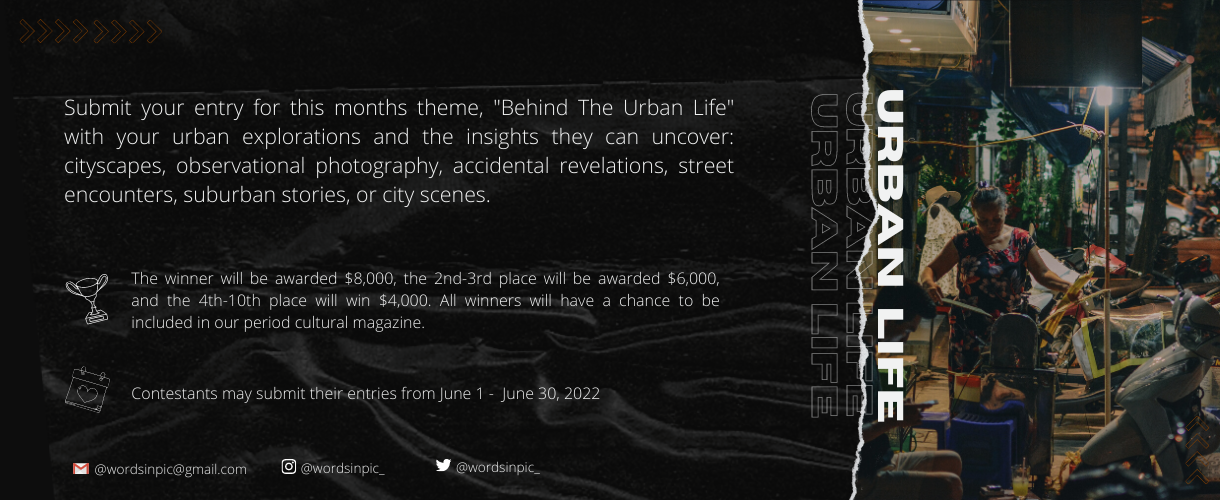 Submit your entry for this months theme, "Behind The Urban Life"
with your urban explorations and the insights they can uncover:
cityscapes, observational photography, accidental revelations, street
encounters, suburban stories, or city scenes.
The winner will be awarded $8,000, the 2nd-3rd place will be awarded $6,000,
and the 4th-10th place will win $4,000. All winners will have a chance to be
included in our period cultural magazine.
Contestants may submit their entries from June 1 - June 30, 2022
@wordsinpic@gmail.com
@wordsinpic_
@wordsinpic_
URBAN LIFE
URBAN LIFE
URBAN LIFE